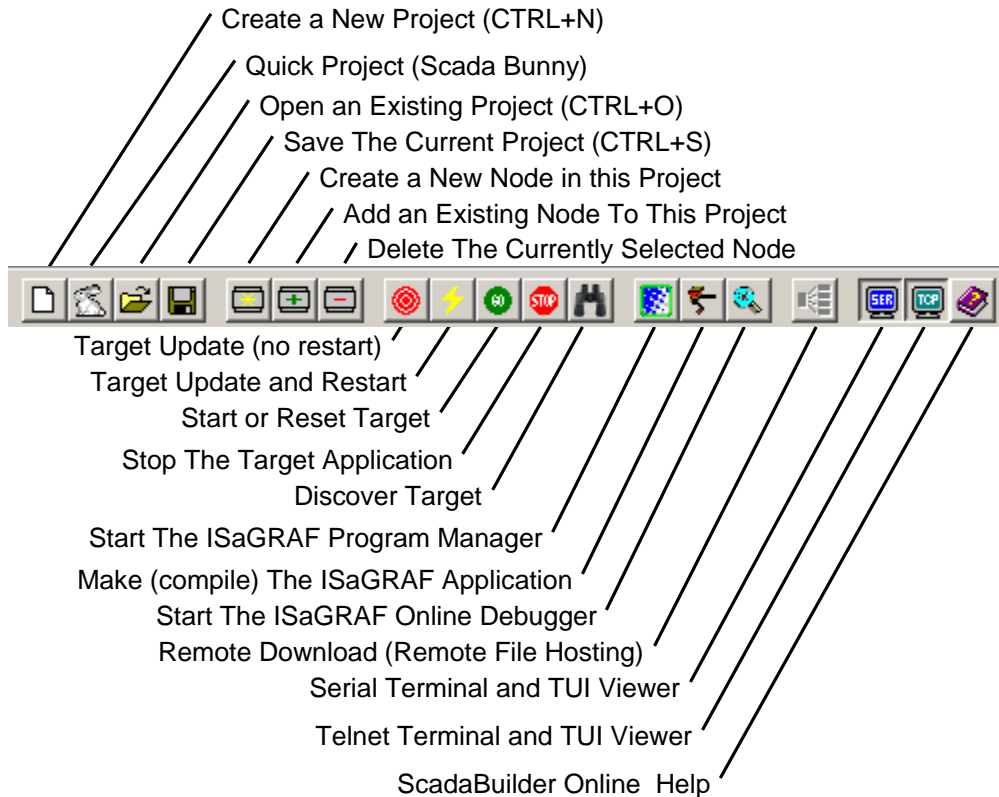 Create a New Project (CTRL+N)
Quick Project (Scada Bunny)
Open an Existing Project (CTRL+O)
Save The Current Project (CTRL+S)
Create a New Node in this Project
Add an Existing Node To This Project
Delete The Currently Selected Node
GO STOP SER TCP
Target Update (no restart)
Target Update and Restart
Start or Reset Target
Stop The Target Application
Discover Target
Start The ISaGRAF Program Manager
Make (compile) The ISaGRAF Application
Start The ISaGRAF Online Debugger
Remote Download (Remote File Hosting)
Serial Terminal and TUI Viewer
Telnet Terminal and TUI Viewer
ScadaBuilder Online Help